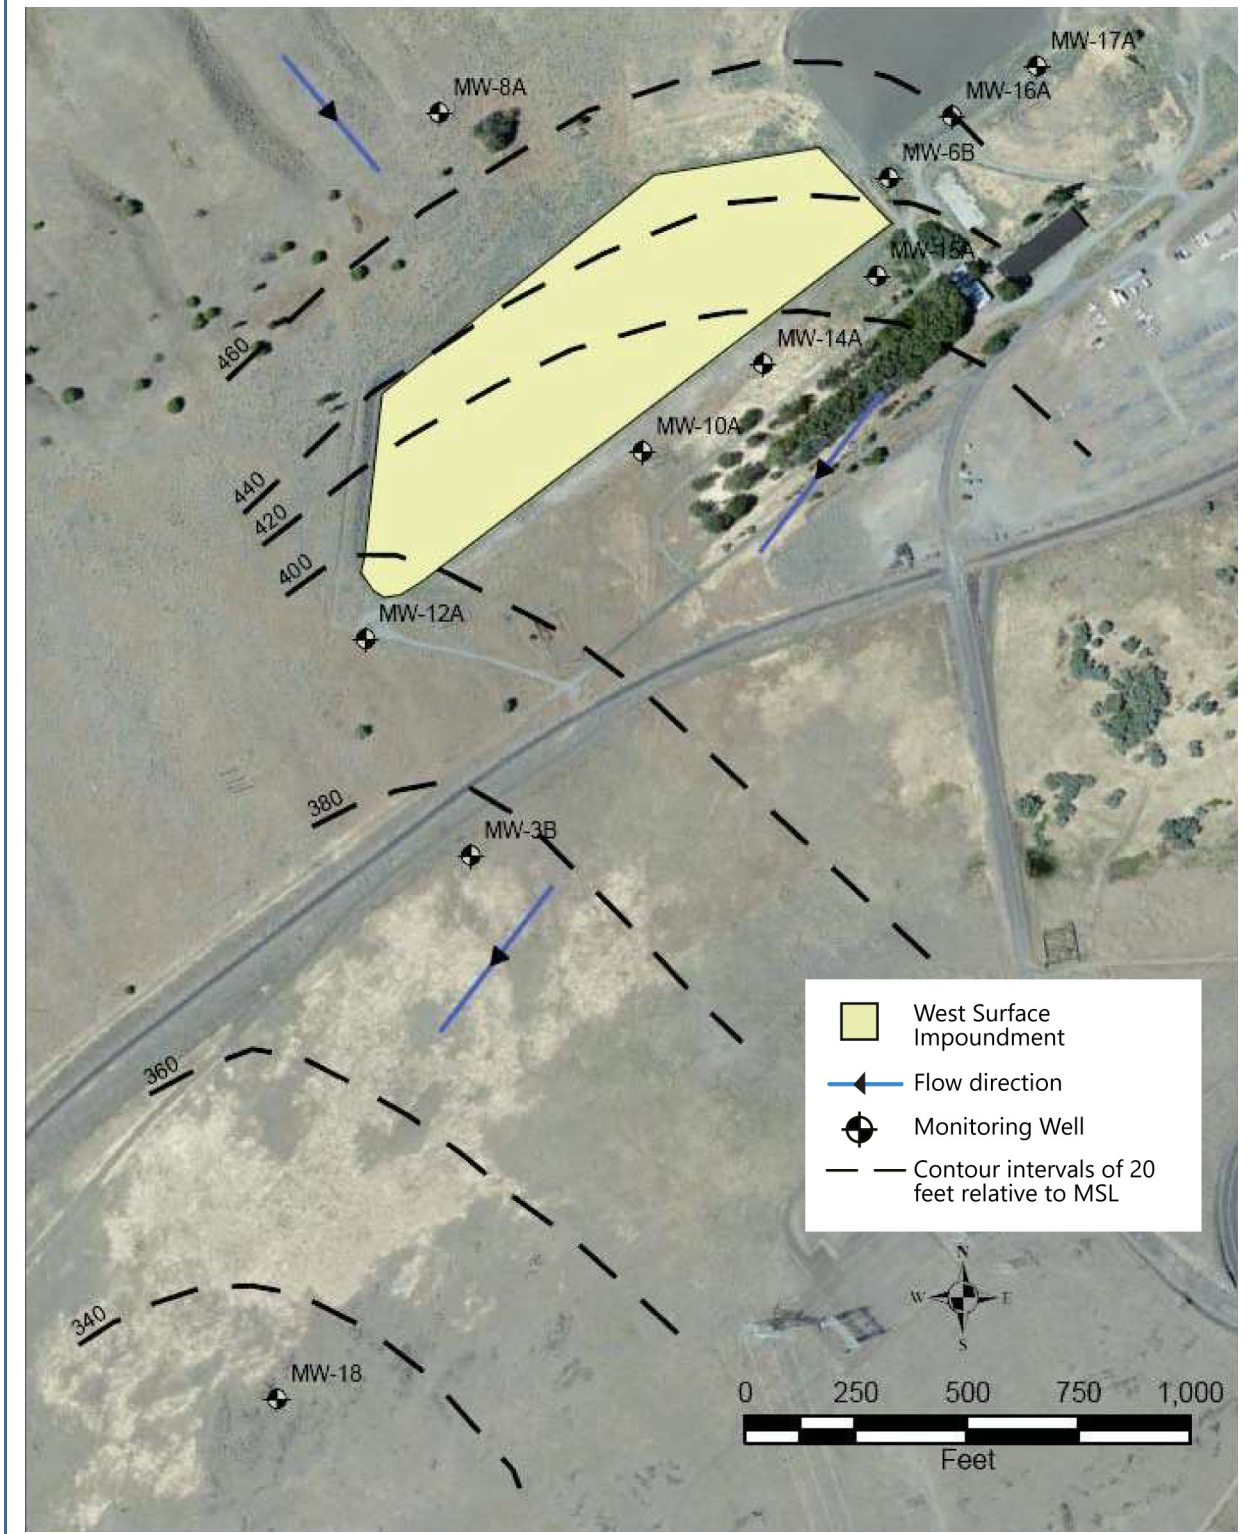 MW-17A
MW-8A
MW-16A
MW-6B
MW-15A
MW-14A
460
MW-10A
440
420
400
MW-12A
380
MW-3B
360
340
MW-18
West Surface
Impoundment
Flow direction
Monitoring Well
Contour intervals of 20
feet relative to MSL
N
W E
S
0 250 500 750 1,000
Feet